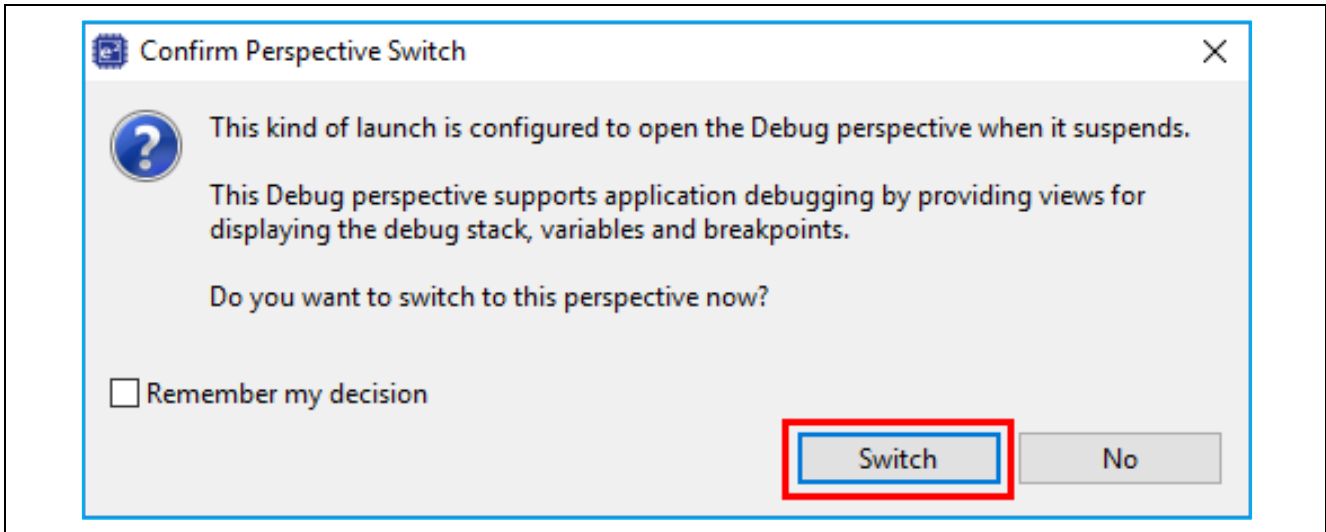 Confirm Perspective Switch
This kind of launch is configured to open the Debug perspective when it suspends.
This Debug perspective supports application debugging by providing views for
displaying the debug stack, variables and breakpoints.
Do you want to switch to this perspective now?
Remember my decision
Switch No